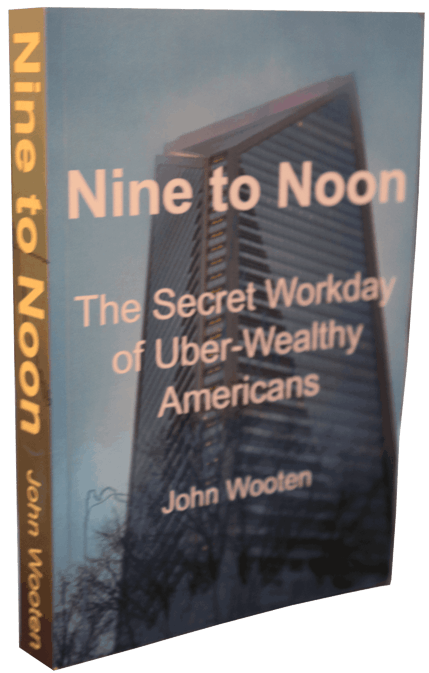 Nine to Noon
John Wooten
Nine to Noon
The Secret Workday
of Uber-Wealthy
Americans
John Wooten